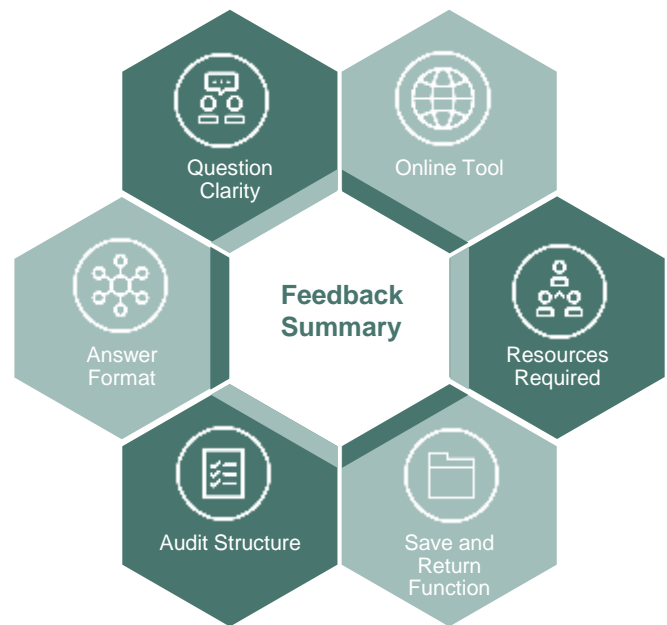 Question
Clarity
Online Tool
Feedback
Summary
Answer
Format
Resources
Required
Audit Structure
Save and
Return
Function